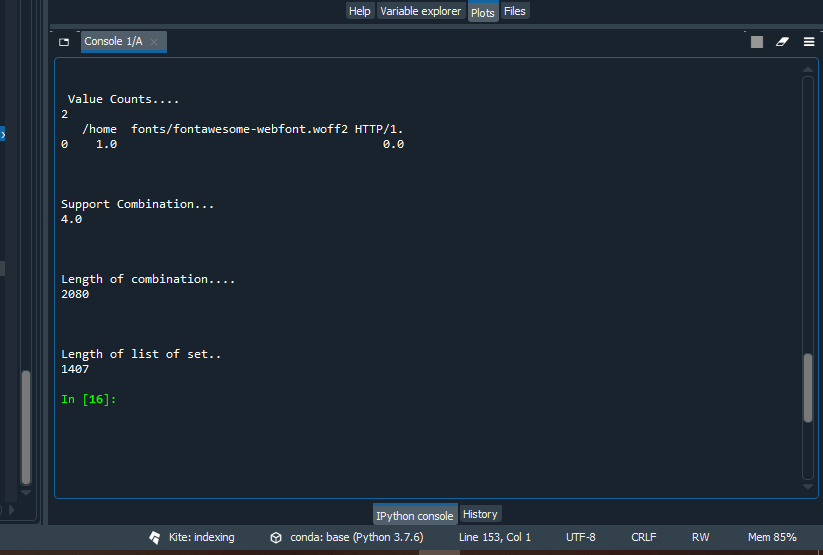 Help Variable explorer Plots Files
Console 1/A
Value Counts....
2
/home fonts/fontawesome-webfont.woff2 HTTP/1.
0 1.0 0.0
Support Combination...
4.0
Length of combination....
2080
Length of list of set..
1407
In [16]:
IPython console History
Kite: indexing conda: base (Python 3.7.6) Line 153, Col 1 UTF-8 CRLF RW Mem 85%